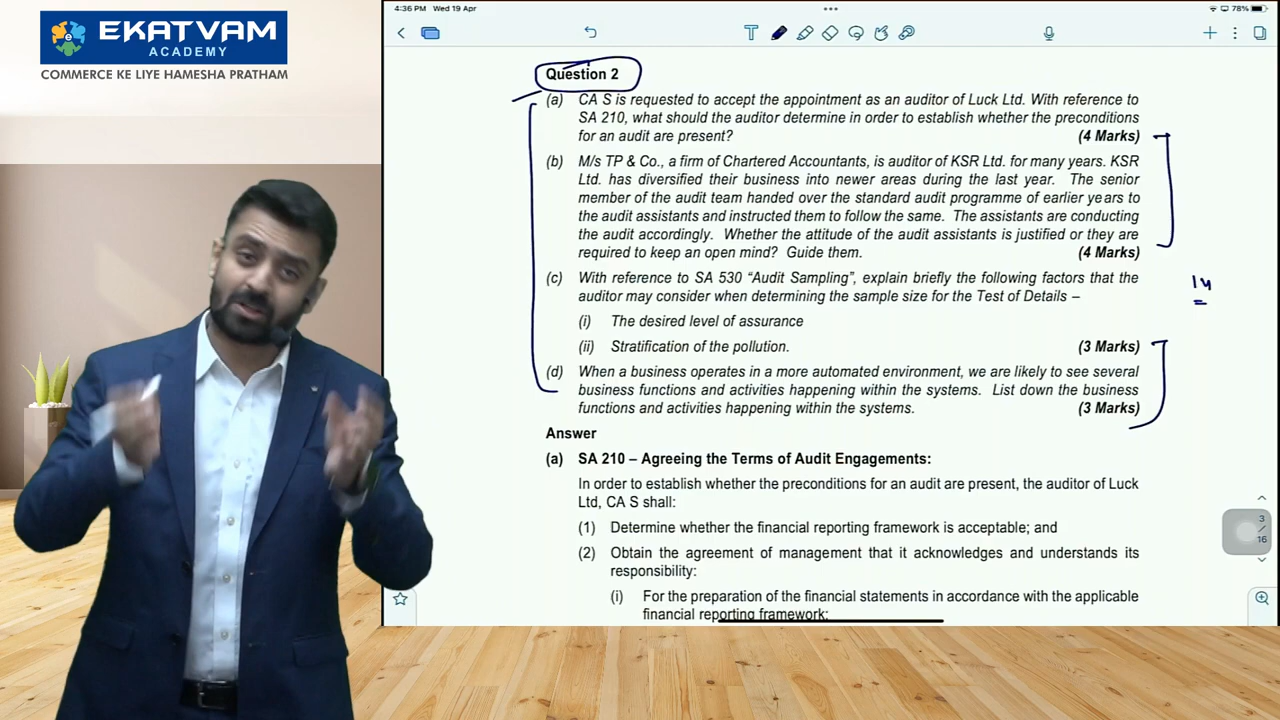 EKATVAM
ACADEMY
COMMERCE KE LIYE HAMESHA PRATHAM
4:36 PM Wed 19 Apr
78%
Question 2
(a) CA S is requested to accept the appointment as an auditor of Luck Ltd. With reference to
SA 210, what should the auditor determine in order to establish whether the preconditions
for an audit are present? (4 Marks)
(b) M/s TP & Co., a firm of Chartered Accountants, is auditor of KSR Ltd. for many years. KSR
Ltd. has diversified their business into newer areas during the last year. The senior
member of the audit team handed over the standard audit programme of earlier years to
the audit assistants and instructed them to follow the same. The assistants are conducting
the audit accordingly. Whether the attitude of the audit assistants is justified or they are
required to keep an open mind? Guide them. (4 Marks)
(c) With reference to SA 530 “Audit Sampling”, explain briefly the following factors that the
auditor may consider when determining the sample size for the Test of Details –
(i) The desired level of assurance
(ii) Stratification of the pollution. (3 Marks)
(d) When a business operates in a more automated environment, we are likely to see several
business functions and activities happening within the systems. List down the business
functions and activities happening within the systems. (3 Marks)
14
Answer
(a) SA 210 – Agreeing the Terms of Audit Engagements:
In order to establish whether the preconditions for an audit are present, the auditor of Luck
Ltd, CA S shall:
(1) Determine whether the financial reporting framework is acceptable; and
(2) Obtain the agreement of management that it acknowledges and understands its
responsibility:
(i) For the preparation of the financial statements in accordance with the applicable
financial reporting framework;
3
/
16